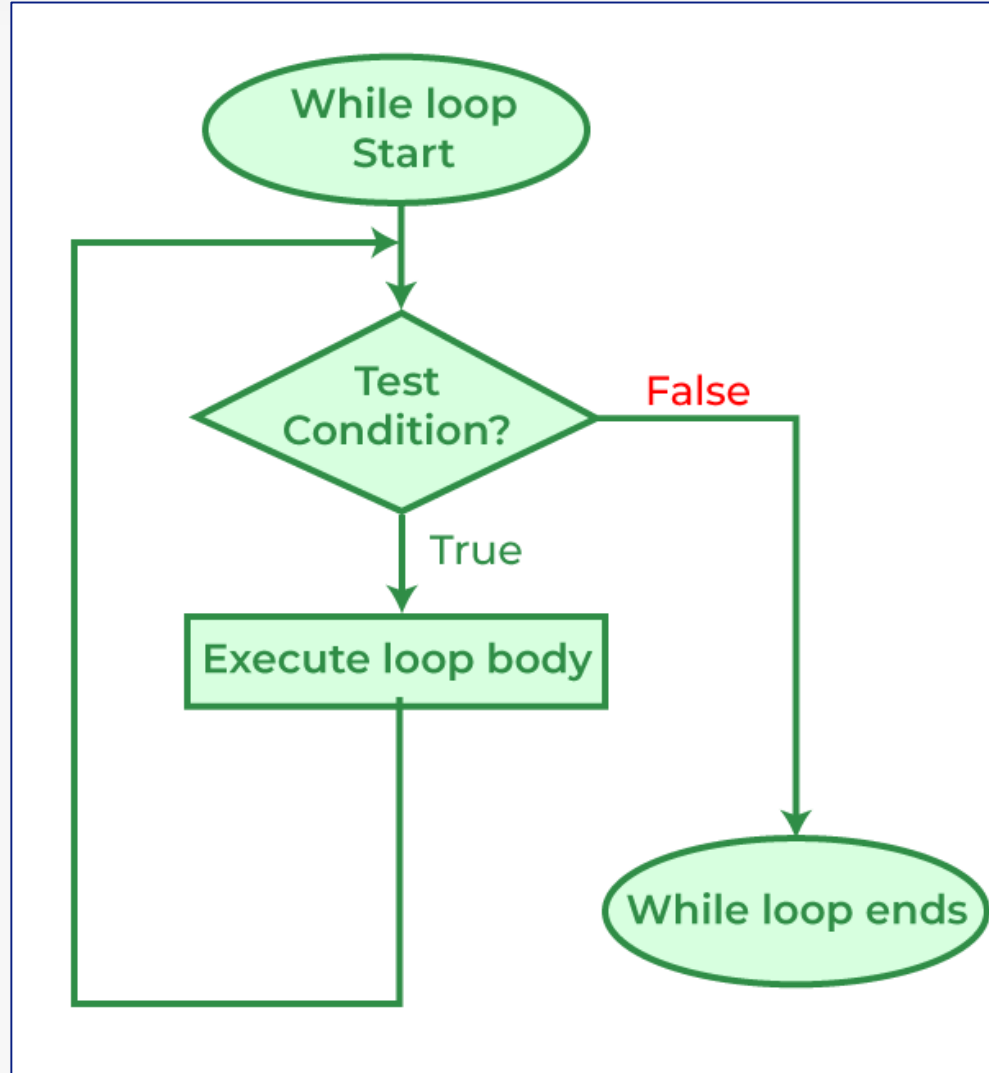 While loop
Start
Test
Condition?
False
True
Execute loop body
While loop ends